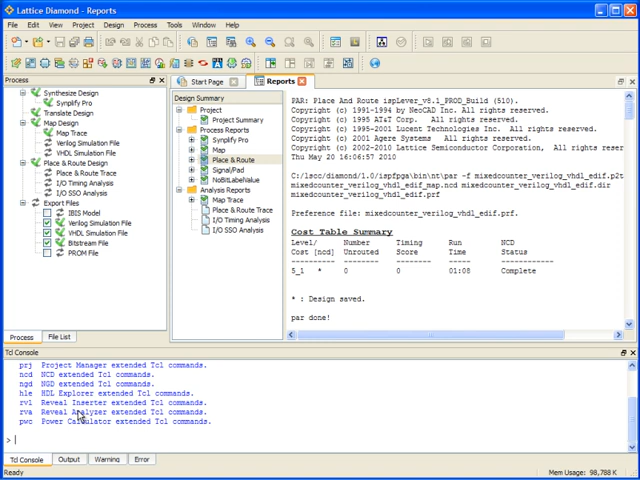 Lattice Diamond - Reports
File Edit View Project Design Process Tools Window Help
Process
Start Page
Reports
Synthesize Design
Synplify Pro
Translate Design
Map Design
Map Trace
Verilog Simulation File
VHDL Simulation File
Place & Route Design
Place & Route Trace
I/O Timing Analysis
I/O SSO Analysis
Export Files
IBIS Model
Verilog Simulation File
VHDL Simulation File
Bitstream File
PROM File
Process File List
Design Summary
Project
Project Summary
Process Reports
Synplify Pro
Map
Place & Route
Signal/Pad
NoBitLabelValue
Analysis Reports
Map Trace
Place & Route Trace
I/O Timing Analysis
I/O SSO Analysis
PAR: Place And Route ispLever_v8.1_PROD_Build (510).
Copyright (c) 1991-1994 by NeoCAD Inc. All rights reserved.
Copyright (c) 1995 AT&T Corp. All rights reserved.
Copyright (c) 1995-2001 Lucent Technologies Inc. All rights reserved.
Copyright (c) 2001 Agere Systems All rights reserved.
Copyright (c) 2002-2010 Lattice Semiconductor Corporation, All rights reser
Thu May 20 16:06:57 2010
C:/lscc/diamond/1.0/ispfpga\bin\nt\par -f mixedcounter_verilog_vhdl_edif.p2t
mixedcounter_verilog_vhdl_edif_map.ncd mixedcounter_verilog_vhdl_edif.dir
mixedcounter_verilog_vhdl_edif.prf
Preference file: mixedcounter_verilog_vhdl_edif.prf.
Cost Table Summary
Level/ Number Timing Run NCD
Cost [ncd] Unrouted Score Time Status
---------- -------- ------ ----- ------------
5_1 * 0 0 01:08 Complete
* : Design saved.
par done!
Tcl Console
prj Project Manager extended Tcl commands.
ncd NCD extended Tcl commands.
ngd NGD extended Tcl commands.
hle HDL Explorer extended Tcl commands.
rvl Reveal Inserter extended Tcl commands.
rva Reveal Analyzer extended Tcl commands.
pwc Power Calculator extended Tcl commands.
>
Tcl Console Output Warning Error
Ready Mem Usage: 98,788 K